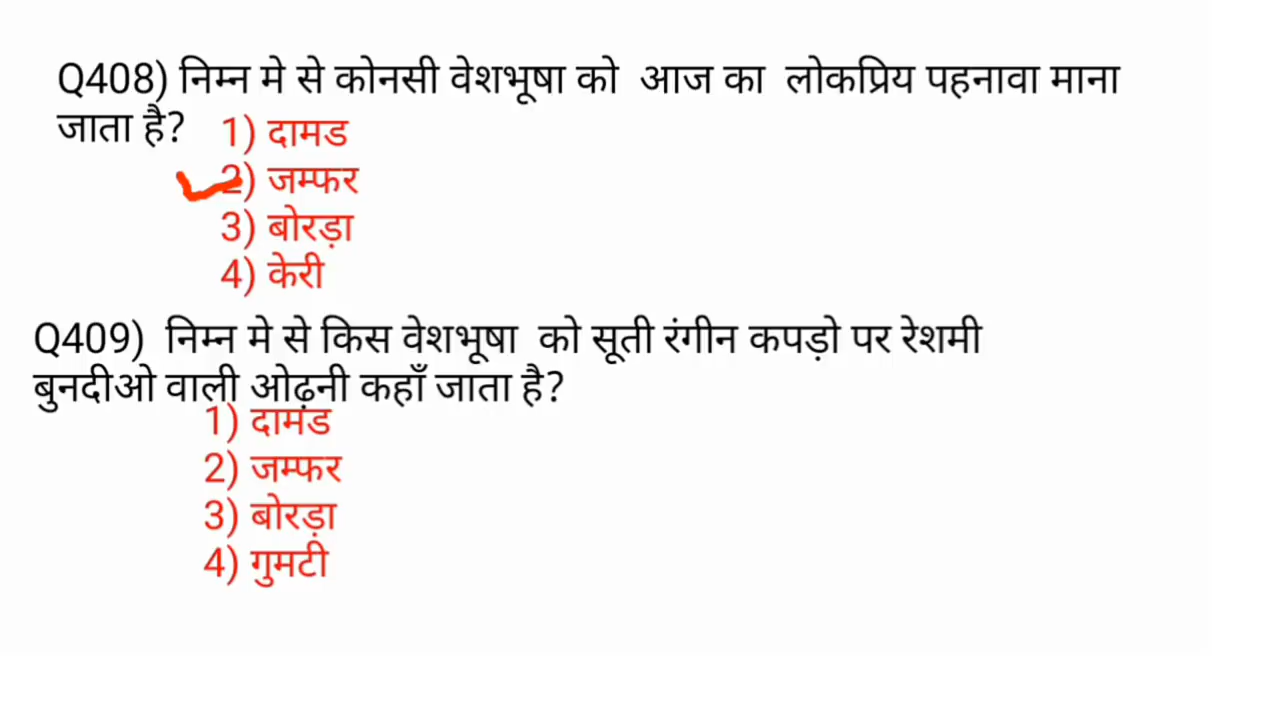 Q408) निम्न मे से कोनसी वेशभूषा को आज का लोकप्रिय पहनावा माना
जाता है?
1) दामड
2) जम्फर
3) बोरड़ा
4) केरी
Q409) निम्न मे से किस वेशभूषा को सूती रंगीन कपड़ो पर रेशमी
बुनदीओ वाली ओढ़नी कहाँ जाता है?
1) दामड
2) जम्फर
3) बोरड़ा
4) गुमटी